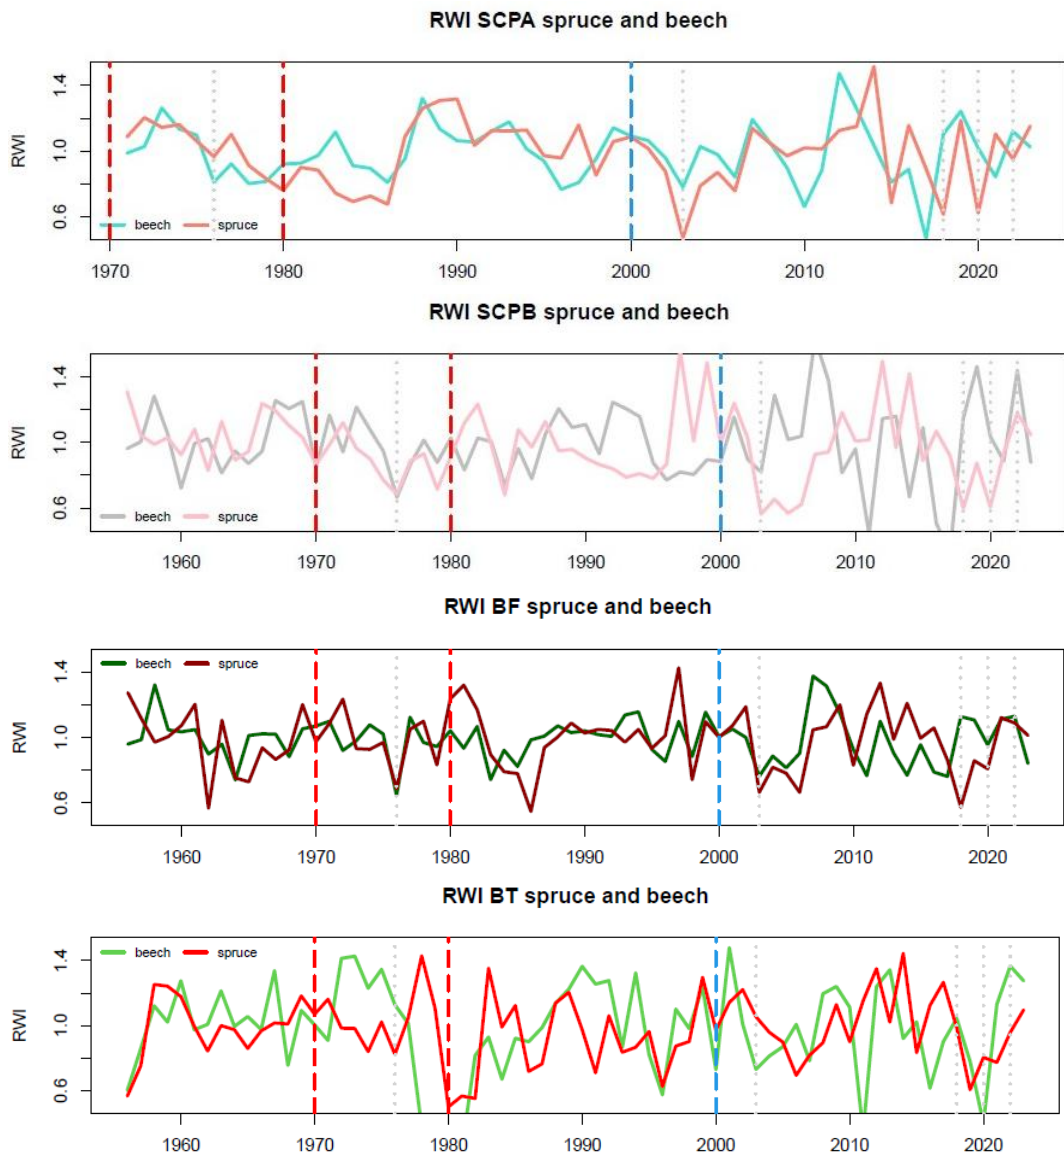 RWI SCPA spruce and beech
1.4
1.0
0.6
RWI
beech spruce
1970 1980 1990 2000 2010 2020
RWI SCPB spruce and beech
1.4
1.0
0.6
RWI
beech spruce
1960 1970 1980 1990 2000 2010 2020
RWI BF spruce and beech
beech spruce
1.4
1.0
0.6
RWI
1960 1970 1980 1990 2000 2010 2020
RWI BT spruce and beech
beech spruce
1.4
1.0
0.6
RWI
1960 1970 1980 1990 2000 2010 2020